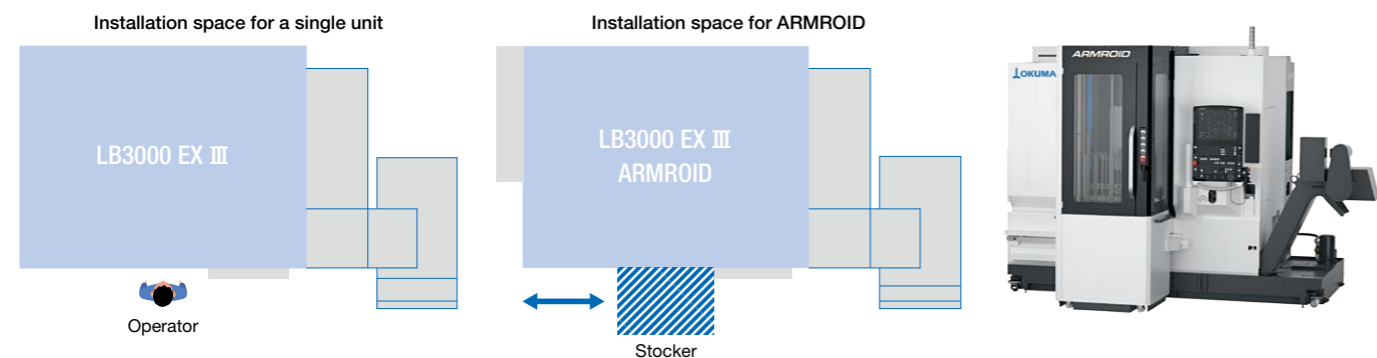 Installation space for a single unit
LB3000 EX Ⅲ
Operator
Installation space for ARMROID
LB3000 EX Ⅲ
ARMROID
Stocker
ARMROID
OKUMA